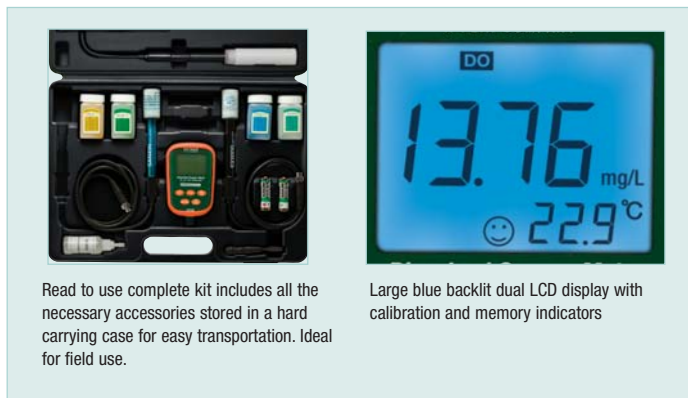 DO
13.76 mg/L
22.9 °C
Read to use complete kit includes all the
necessary accessories stored in a hard
carrying case for easy transportation. Ideal
for field use.
Large blue backlit dual LCD display with
calibration and memory indicators